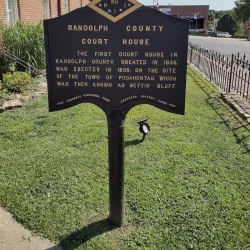 NO
RANDOLPH COUNTY
COURT HOUSE
THE FIRST COURT HOUSE IN
RANDOLPH COUNTY, CREATED IN 1835,
WAS ERECTED IN 1836, ON THE SITE
OF THE TOWN OF POCAHONTAS, WHICH
WAS THEN KNOWN AS BETTIS' BLUFF.